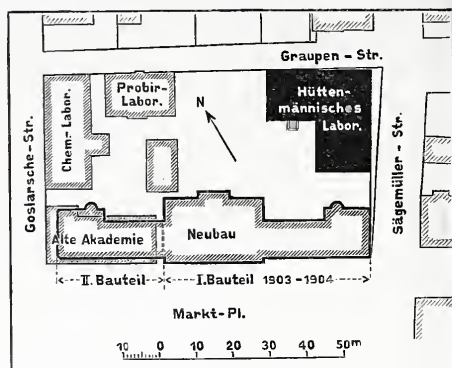 Graupen-Str.
Probir-
Labor.
Hütten-
männisches
Labor.
Chem. Labor.
N
Goslarsche-Str.
Sägemüller-Str.
Alte Akademie
Neubau
II. Bauteil
I. Bauteil 1903-1904
Markt-Pl.
10 0 10 20 30 40 50m